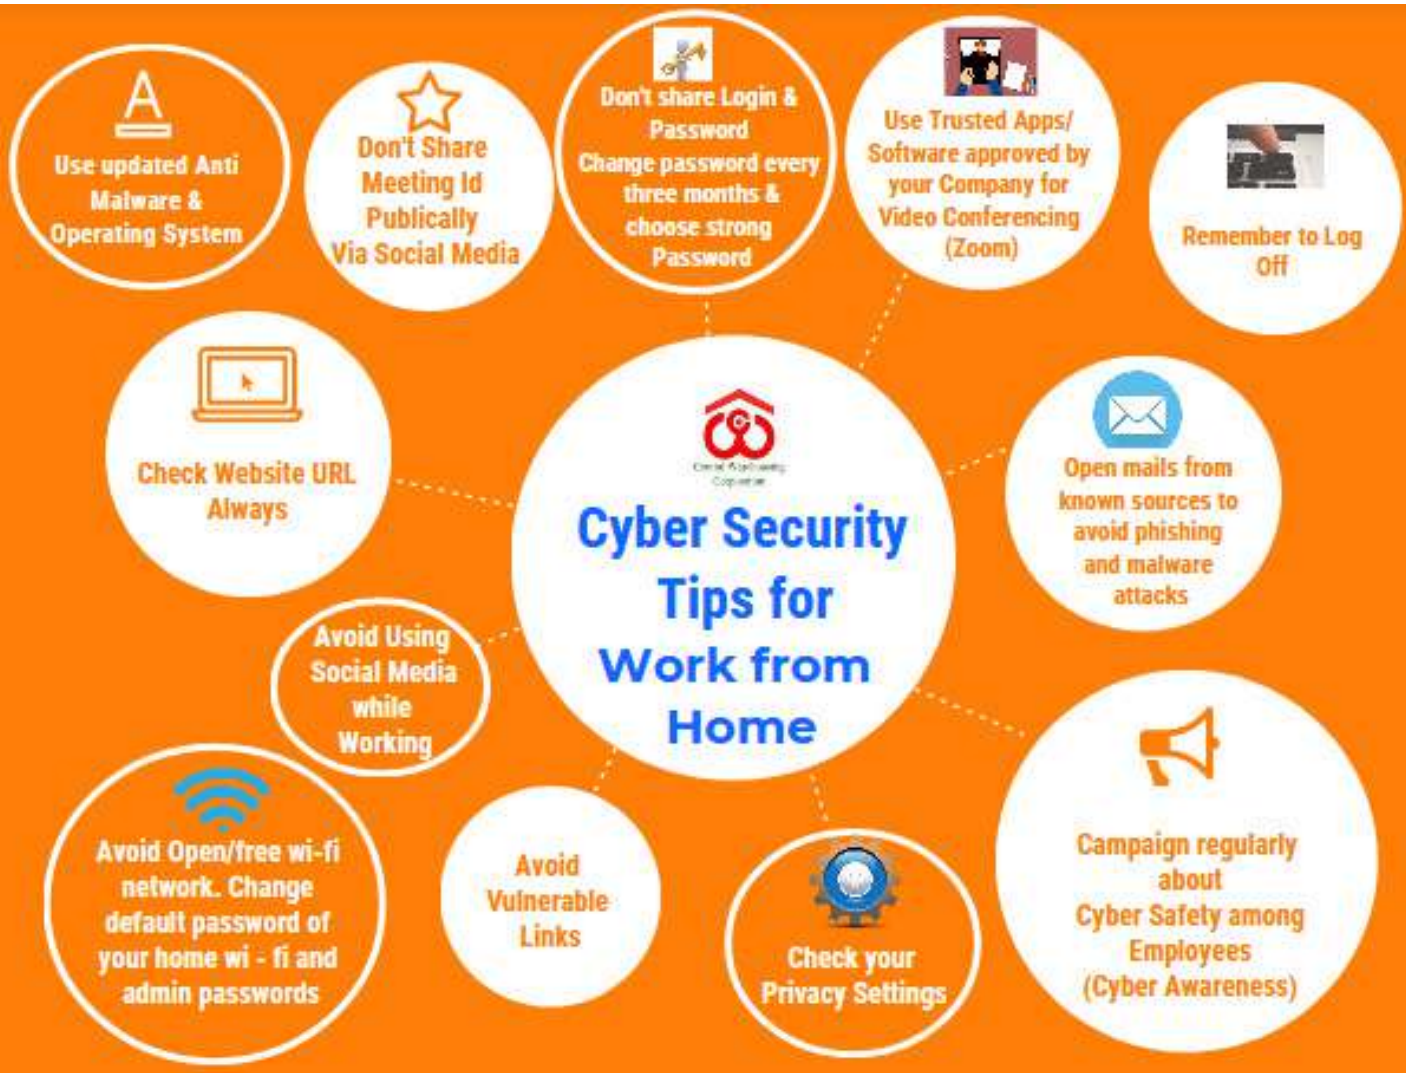 A
Use updated Anti
Malware &
Operating System
Don't Share
Meeting Id
Publically
Via Social Media
Don't share Login &
Password
Change password every
three months &
choose strong
Password
Use Trusted Apps/
Software approved by
your Company for
Video Conferencing
(Zoom)
Remember to Log
Off
Check Website URL
Always
Central Warehousing
Corporation
Cyber Security
Tips for
Work from
Home
Open mails from
known sources to
avoid phishing
and malware
attacks
Avoid Using
Social Media
while
Working
Avoid Open/free wi-fi
network. Change
default password of
your home wi - fi and
admin passwords
Avoid
Vulnerable
Links
Check your
Privacy Settings
Campaign regularly
about
Cyber Safety among
Employees
(Cyber Awareness)